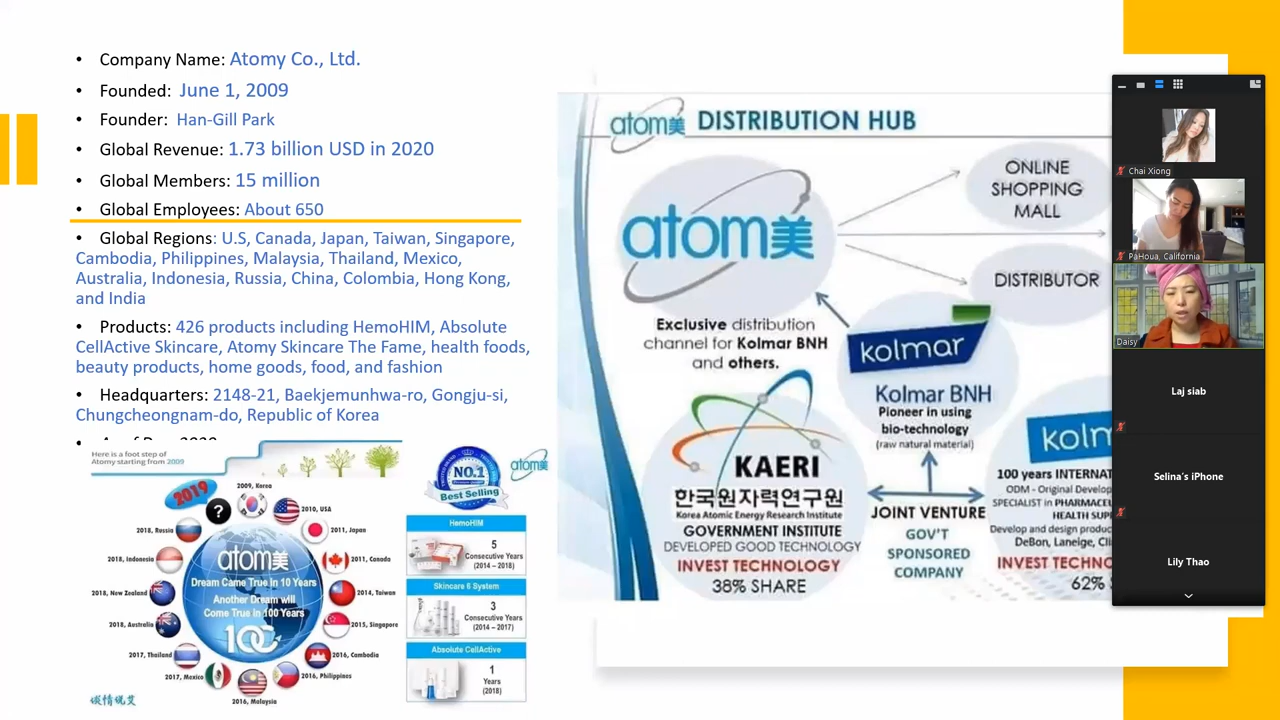 • Company Name: Atomy Co., Ltd.
• Founded: June 1, 2009
• Founder: Han-Gill Park
• Global Revenue: 1.73 billion USD in 2020
• Global Members: 15 million
• Global Employees: About 650
• Global Regions: U.S, Canada, Japan, Taiwan, Singapore,
Cambodia, Philippines, Malaysia, Thailand, Mexico,
Australia, Indonesia, Russia, China, Colombia, Hong Kong,
and India
• Products: 426 products including HemoHIM, Absolute
CellActive Skincare, Atomy Skincare The Fame, health foods,
beauty products, home goods, food, and fashion
• Headquarters: 2148-21, Baekjemunhwa-ro, Gongju-si,
Chungcheongnam-do, Republic of Korea
Here is a foot step of
Atomy starting from 2009
2019
?
2009, Korea
2010, USA
2011, Japan
2011, Canada
2014, Taiwan
2015, Singapore
2016, Cambodia
2016, Philippines
2016, Malaysia
2017, Mexico
2017, Thailand
2018, Australia
2018, New Zealand
2018, Indonesia
2018, Russia
atom美
Dream Came True in 10 Years
Another Dream will
Come True in 100 Years
100
NO.1
Best Selling
atom美
HemoHIM
5
Consecutive Years
(2014 – 2018)
Skincare 6 System
3
Consecutive Years
(2014 – 2017)
Absolute CellActive
1
Years
(2018)
atom美 DISTRIBUTION HUB
atom美
ONLINE
SHOPPING
MALL
DISTRIBUTOR
Exclusive distribution
channel for Kolmar BNH
and others.
kolmar
Kolmar BNH
Pioneer in using
bio-technology
(raw natural material)
KAERI
한국원자력연구원
Korea Atomic Energy Research Institute
GOVERNMENT INSTITUTE
DEVELOPED GOOD TECHNOLOGY
INVEST TECHNOLOGY
38% SHARE
JOINT VENTURE
GOV'T
SPONSORED
COMPANY
koln
100 years INTERNAT
ODM - Original Develop
SPECIALIST in PHARMACEU
HEALTH SUP
Develop and design produc
DeBon, Laneige, Cli
INVEST TECHNO
62% S
Chai Xiong
PaHoua, California
Daisy
Laj siab
Selina's iPhone
Lily Thao